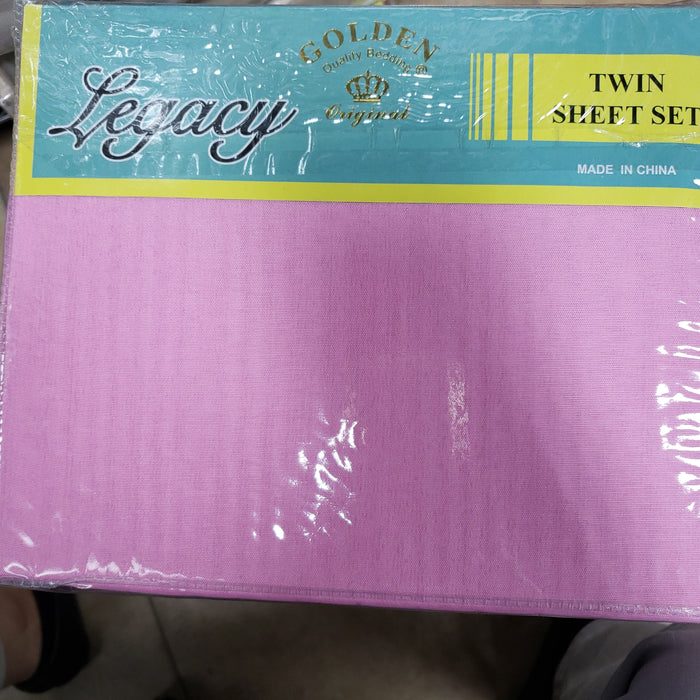 Legacy
GOLDEN
Quality Bedding ®
Original
TWIN
SHEET SET
MADE IN CHINA